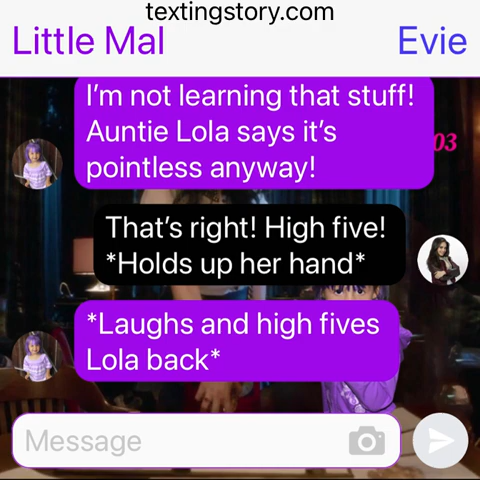 textingstory.com
Little Mal
Evie
I’m not learning that stuff!
Auntie Lola says it’s
pointless anyway!
03
That’s right! High five!
*Holds up her hand*
*Laughs and high fives
Lola back*
Message